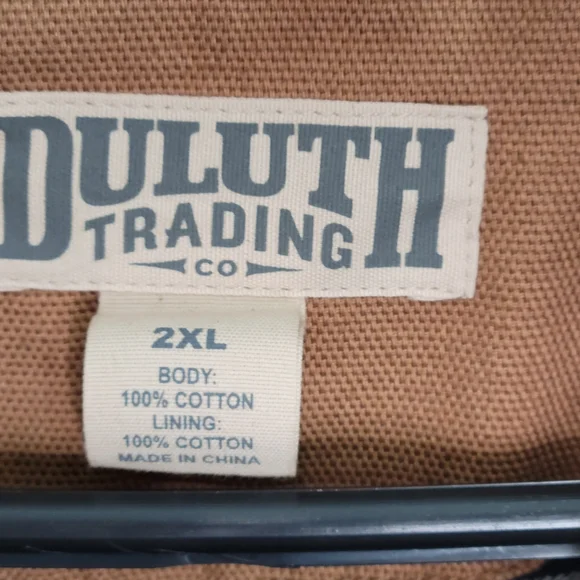 DULUTH
TRADING
CO
2XL
BODY:
100% COTTON
LINING:
100% COTTON
MADE IN CHINA